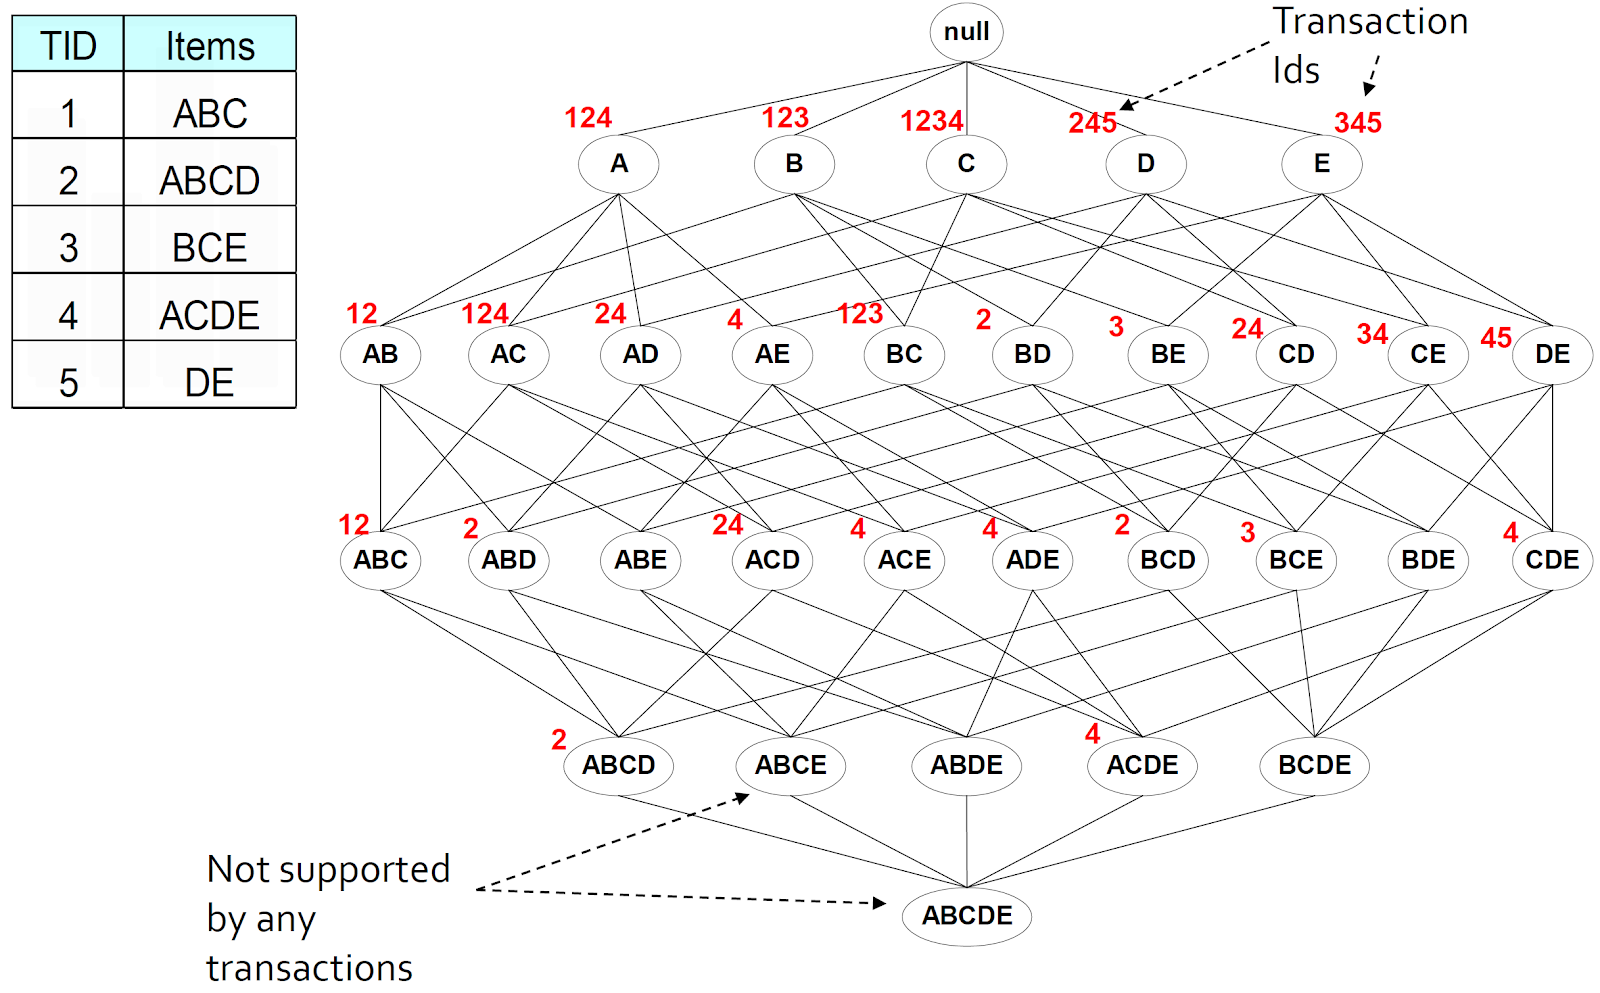 TID Items
1 ABC
2 ABCD
3 BCE
4 ACDE
5 DE
null
Transaction
Ids
124 123 1234 245 345
A B C D E
12 124 24 4 123 2 3 24 34 45
AB AC AD AE BC BD BE CD CE DE
12 2 24 4 4 2 3 4
ABC ABD ABE ACD ACE ADE BCD BCE BDE CDE
2 4
ABCD ABCE ABDE ACDE BCDE
Not supported
by any
transactions
ABCDE